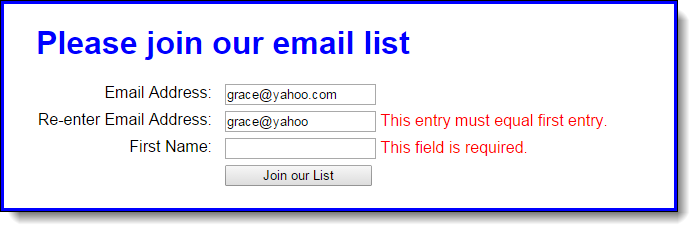 Please join our email list
Email Address: grace@yahoo.com
Re-enter Email Address: grace@yahoo This entry must equal first entry.
First Name: This field is required.
Join our List